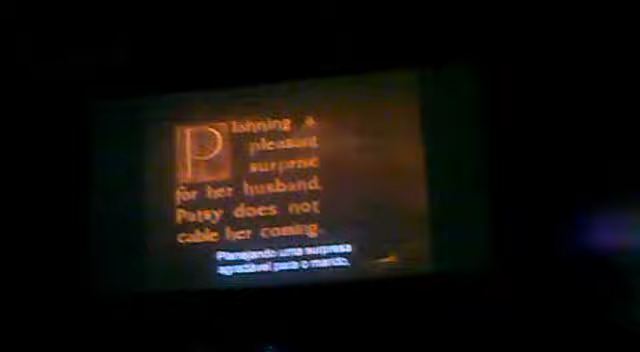 Planning a
pleasant
surprise
for her husband,
Patsy does not
cable her coming.
Planejando uma surpresa
agradável para o marido,